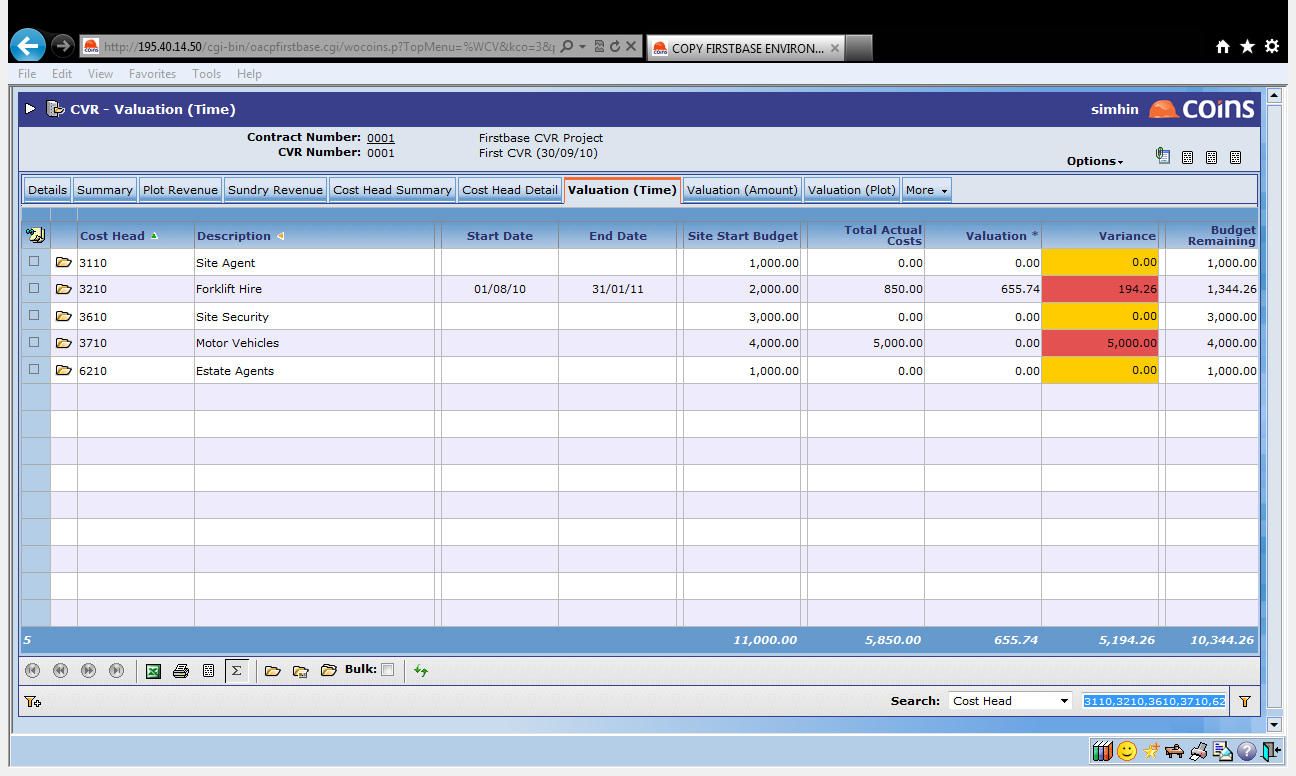 http://195.40.14.50/cgi-bin/oacpfirstbase.cgi/wocoins.p?TopMenu=%WCV&kco=3&
COPY FIRSTBASE ENVIRON...
File Edit View Favorites Tools Help
CVR - Valuation (Time)
simhin coins
Contract Number: 0001 Firstbase CVR Project
CVR Number: 0001 First CVR (30/09/10)
Options
Details Summary Plot Revenue Sundry Revenue Cost Head Summary Cost Head Detail Valuation (Time) Valuation (Amount) Valuation (Plot) More
Cost Head Description Start Date End Date Site Start Budget Total Actual Costs Valuation * Variance Budget Remaining
3110 Site Agent 1,000.00 0.00 0.00 0.00 1,000.00
3210 Forklift Hire 01/08/10 31/01/11 2,000.00 850.00 655.74 194.26 1,344.26
3610 Site Security 3,000.00 0.00 0.00 0.00 3,000.00
3710 Motor Vehicles 4,000.00 5,000.00 0.00 5,000.00 4,000.00
6210 Estate Agents 1,000.00 0.00 0.00 0.00 1,000.00
5 11,000.00 5,850.00 655.74 5,194.26 10,344.26
Σ Bulk:
Search: Cost Head 3110,3210,3610,3710,62